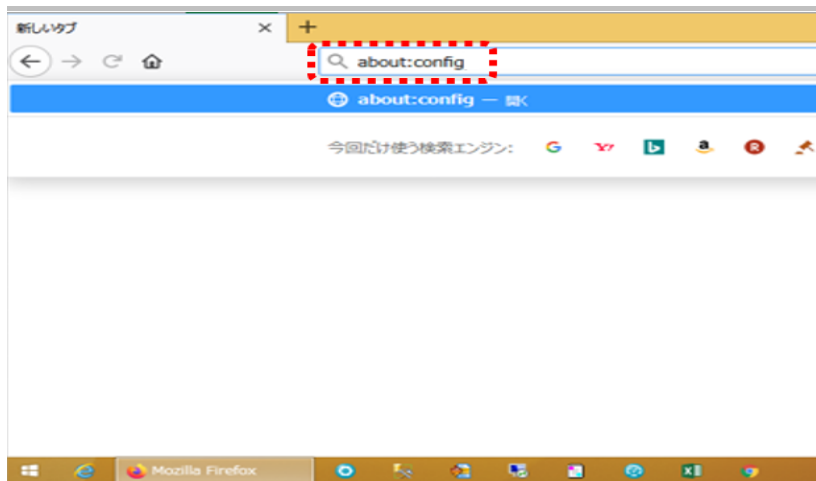 新しいタブ
about:config
about:config — 開く
今回だけ使う検索エンジン:
Mozilla Firefox